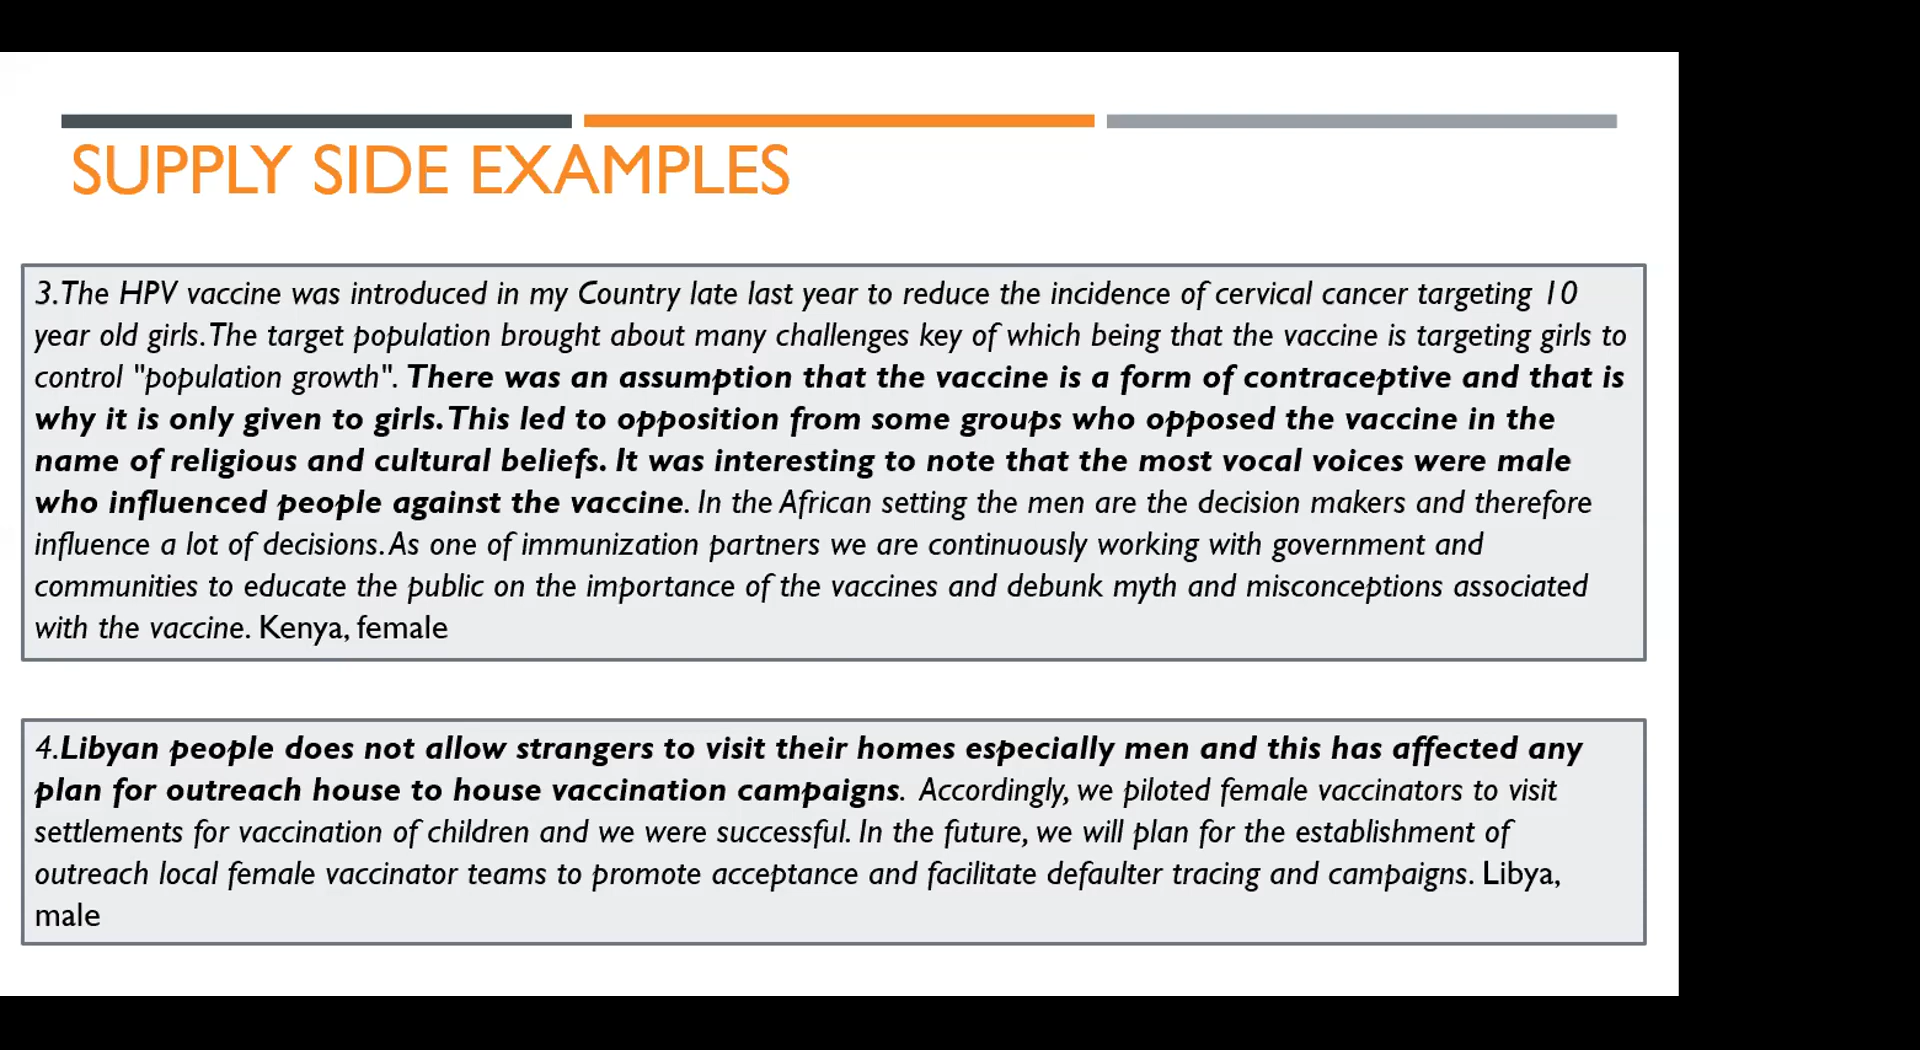 SUPPLY SIDE EXAMPLES
3.The HPV vaccine was introduced in my Country late last year to reduce the incidence of cervical cancer targeting 10
year old girls.The target population brought about many challenges key of which being that the vaccine is targeting girls to
control "population growth". There was an assumption that the vaccine is a form of contraceptive and that is
why it is only given to girls.This led to opposition from some groups who opposed the vaccine in the
name of religious and cultural beliefs. It was interesting to note that the most vocal voices were male
who influenced people against the vaccine. In the African setting the men are the decision makers and therefore
influence a lot of decisions.As one of immunization partners we are continuously working with government and
communities to educate the public on the importance of the vaccines and debunk myth and misconceptions associated
with the vaccine. Kenya, female
4.Libyan people does not allow strangers to visit their homes especially men and this has affected any
plan for outreach house to house vaccination campaigns. Accordingly, we piloted female vaccinators to visit
settlements for vaccination of children and we were successful. In the future, we will plan for the establishment of
outreach local female vaccinator teams to promote acceptance and facilitate defaulter tracing and campaigns. Libya,
male